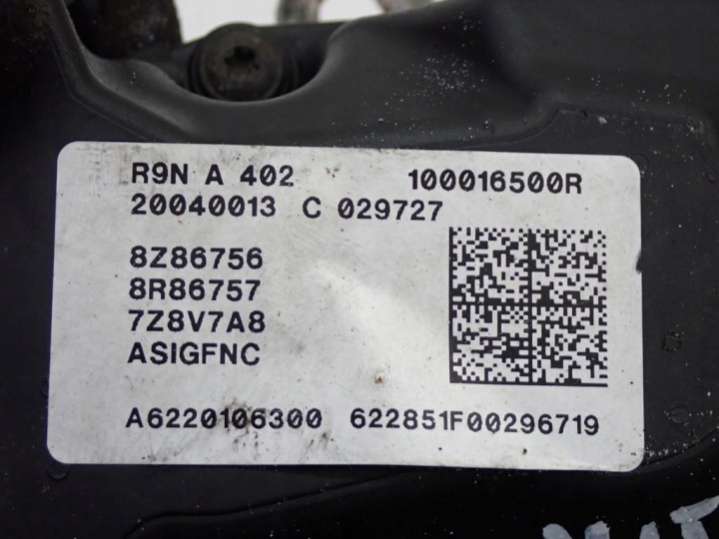 R9N A 402 100016500R
20040013 C 029727
8Z86756
8R86757
7Z8V7A8
ASIGFNC
A6220106300 622851F00296719